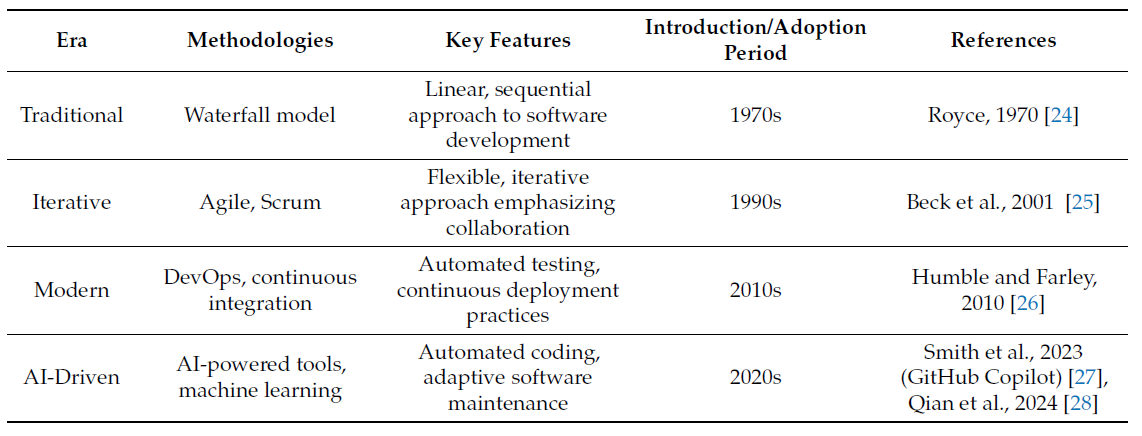 Era Methodologies Key Features Introduction/Adoption Period References
Traditional Waterfall model Linear, sequential approach to software development 1970s Royce, 1970 [24]
Iterative Agile, Scrum Flexible, iterative approach emphasizing collaboration 1990s Beck et al., 2001 [25]
Modern DevOps, continuous integration Automated testing, continuous deployment practices 2010s Humble and Farley, 2010 [26]
AI-Driven AI-powered tools, machine learning Automated coding, adaptive software maintenance 2020s Smith et al., 2023 (GitHub Copilot) [27], Qian et al., 2024 [28]